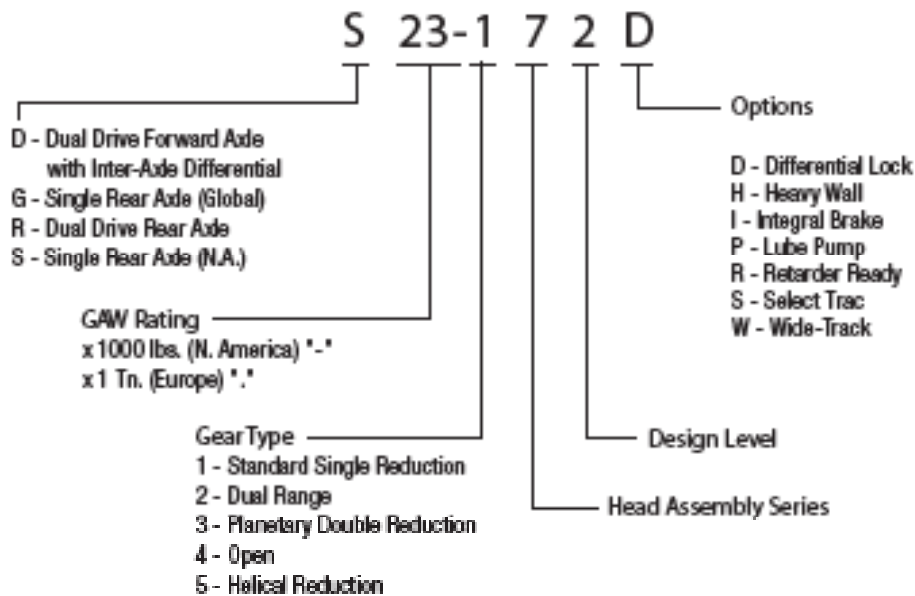 S 23-1 7 2 D
Options
D - Dual Drive Forward Axle
with Inter-Axle Differential
G - Single Rear Axle (Global)
R - Dual Drive Rear Axle
S - Single Rear Axle (N.A.)
D - Differential Lock
H - Heavy Wall
I - Integral Brake
P - Lube Pump
R - Retarder Ready
S - Select Trac
W - Wide-Track
GAW Rating
x 1000 lbs. (N. America) "-"
x 1 Tn. (Europe) "."
Gear Type
1 - Standard Single Reduction
2 - Dual Range
3 - Planetary Double Reduction
4 - Open
5 - Helical Reduction
Design Level
Head Assembly Series